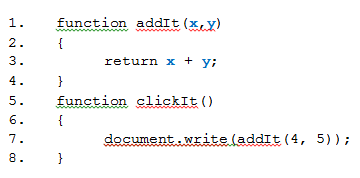 1. function addIt(x,y)
2. {
3. return x + y;
4. }
5. function clickIt()
6. {
7. document.write(addIt(4, 5));
8. }